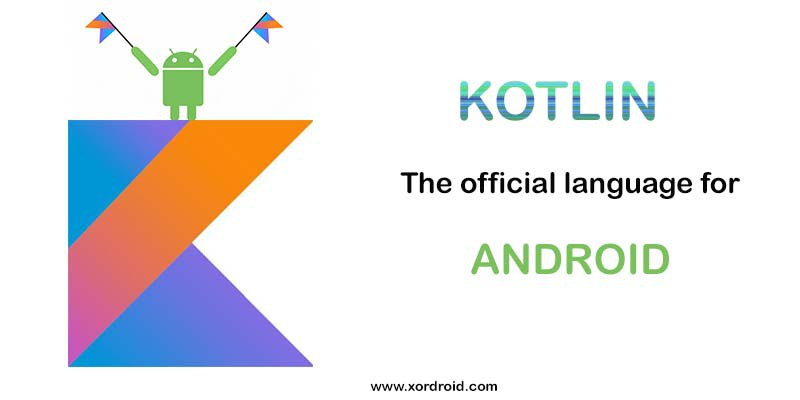 KOTLIN
The official language for
ANDROID
www.xordroid.com